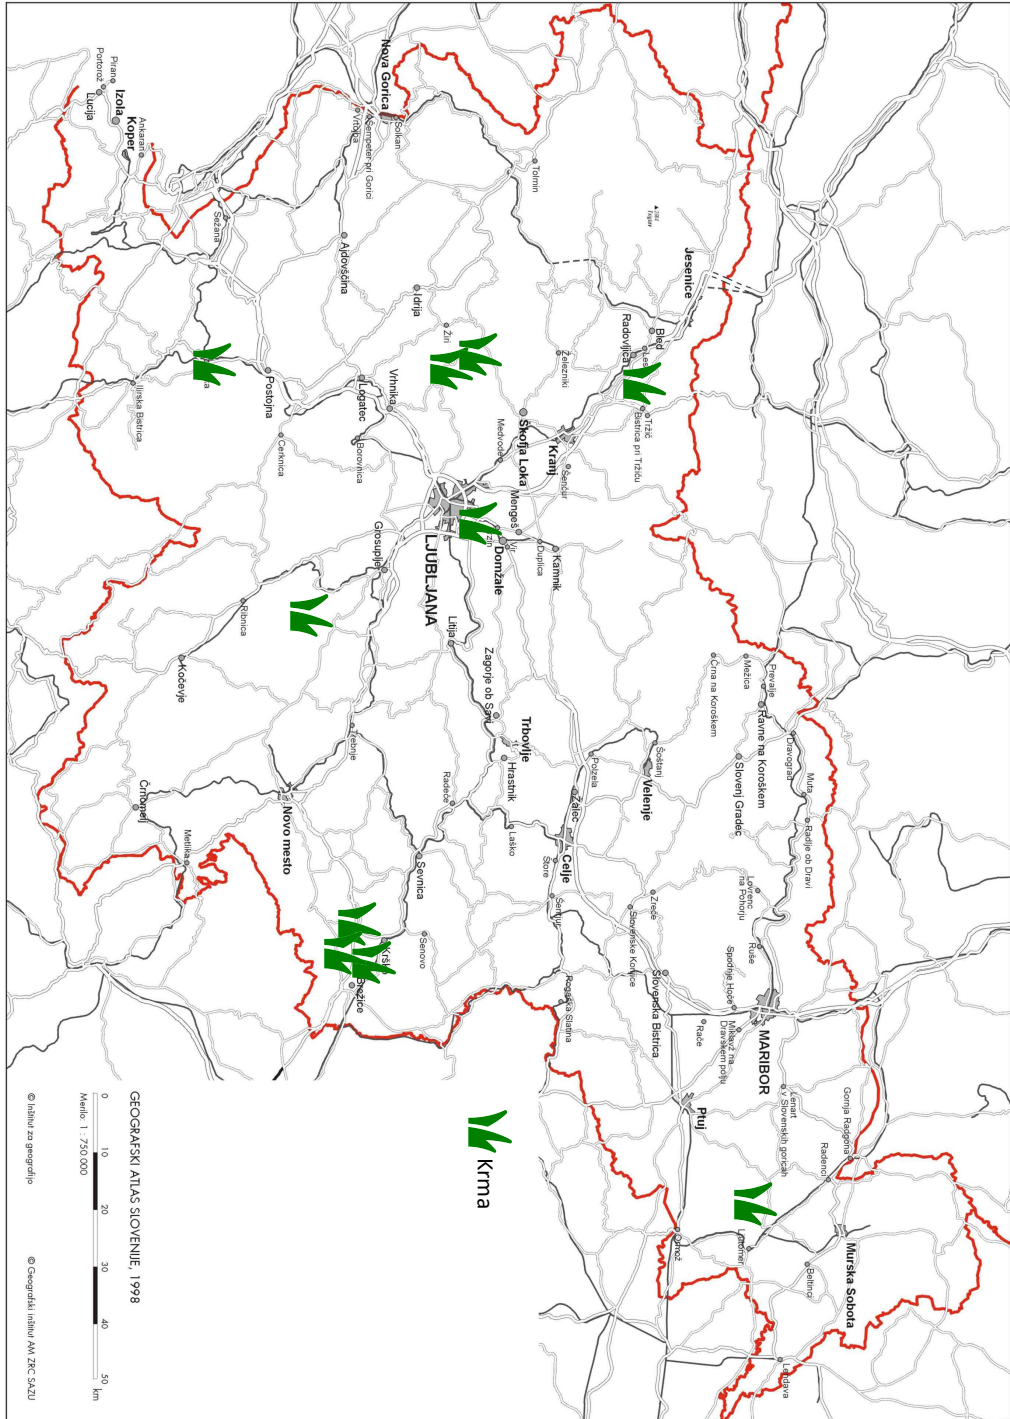 Piran
Portorož
Lucija
Izola
Koper
Ankaran
Nova Gorica
Solkan
Šempeter pri Gorici
Vrtojba
Tolmin
Sežana
Ajdovščina
Idrija
Žiri
Jesenice
Bled
Radovljica
Železniki
Tržič
Bistrica pri Tržiču
Postojna
Ilirska Bistrica
Cerknica
Logatec
Vrhnika
Borovnica
Škofja Loka
Medvode
Kranj
Šenčur
Mengeš
Duplica
Kamnik
Domžale
Vir
LJUBLJANA
Grosuplje
Ribnica
Kočevje
Litija
Zagorje ob Savi
Trbovlje
Hrastnik
Radeče
Trebnje
Novo mesto
Črnomelj
Metlika
Sevnica
Senovo
Krško
Brežice
Laško
Celje
Štore
Šentjur
Žalec
Polzela
Velenje
Šoštanj
Črna na Koroškem
Mežica
Prevalje
Ravne na Koroškem
Dravograd
Slovenj Gradec
Muta
Radlje ob Dravi
Lovrenc
na Pohorju
Zreče
Slovenske Konjice
Slovenska Bistrica
Rogaška Slatina
Ruše
Spodnje Hoče
MARIBOR
Miklavž na
Dravskem polju
Rače
Ptuj
Lenart
v Slovenskih goricah
Gornja Radgona
Radenci
Murska Sobota
Beltinci
Ljutomer
Ormož
Lendava
Krma
GEOGRAFSKI ATLAS SLOVENIJE, 1998
0 10 20 30 40 50 km
Merilo 1 : 750 000
© Inštitut za geografijo
© Geografski inštitut AM ZRC SAZU